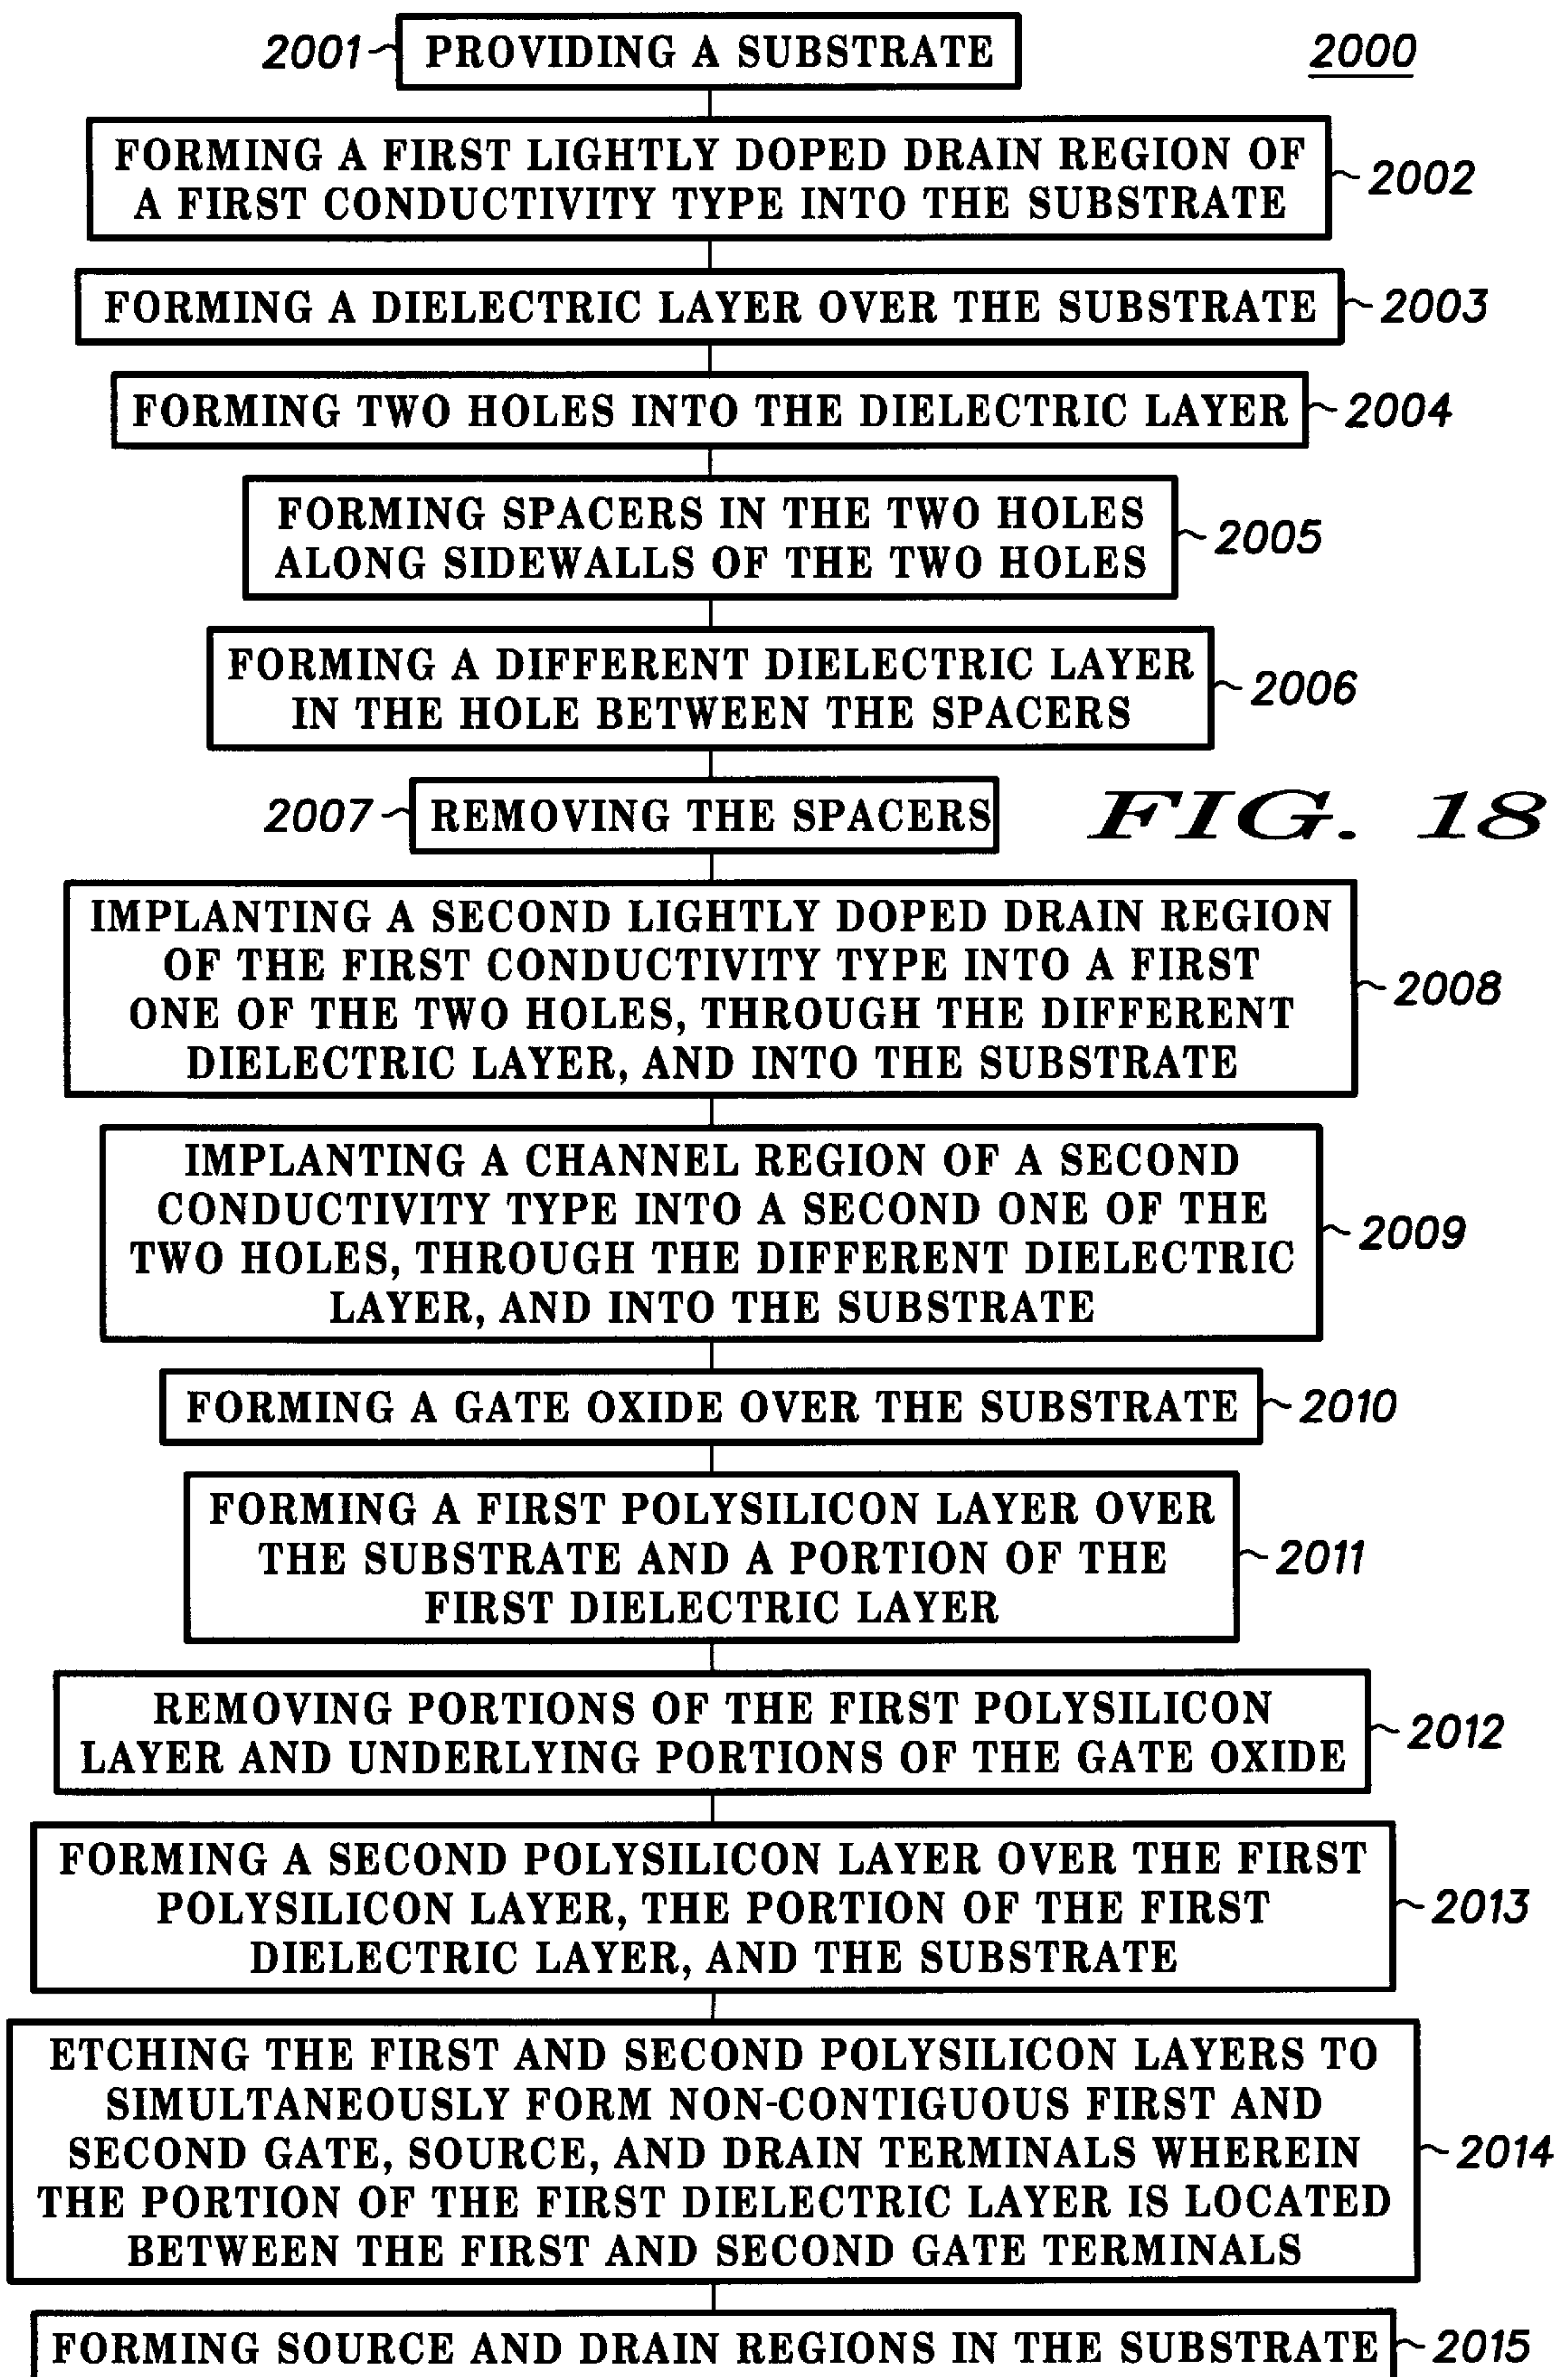 2001 PROVIDING A SUBSTRATE 2000
FORMING A FIRST LIGHTLY DOPED DRAIN REGION OF
A FIRST CONDUCTIVITY TYPE INTO THE SUBSTRATE
2002
FORMING A DIELECTRIC LAYER OVER THE SUBSTRATE 2003
FORMING TWO HOLES INTO THE DIELECTRIC LAYER 2004
FORMING SPACERS IN THE TWO HOLES
ALONG SIDEWALLS OF THE TWO HOLES
2005
FORMING A DIFFERENT DIELECTRIC LAYER
IN THE HOLE BETWEEN THE SPACERS
2006
2007 REMOVING THE SPACERS
FIG. 18
IMPLANTING A SECOND LIGHTLY DOPED DRAIN REGION
OF THE FIRST CONDUCTIVITY TYPE INTO A FIRST
ONE OF THE TWO HOLES, THROUGH THE DIFFERENT
DIELECTRIC LAYER, AND INTO THE SUBSTRATE
2008
IMPLANTING A CHANNEL REGION OF A SECOND
CONDUCTIVITY TYPE INTO A SECOND ONE OF THE
TWO HOLES, THROUGH THE DIFFERENT DIELECTRIC
LAYER, AND INTO THE SUBSTRATE
2009
FORMING A GATE OXIDE OVER THE SUBSTRATE 2010
FORMING A FIRST POLYSILICON LAYER OVER
THE SUBSTRATE AND A PORTION OF THE
FIRST DIELECTRIC LAYER
2011
REMOVING PORTIONS OF THE FIRST POLYSILICON
LAYER AND UNDERLYING PORTIONS OF THE GATE OXIDE
2012
FORMING A SECOND POLYSILICON LAYER OVER THE FIRST
POLYSILICON LAYER, THE PORTION OF THE FIRST
DIELECTRIC LAYER, AND THE SUBSTRATE
2013
ETCHING THE FIRST AND SECOND POLYSILICON LAYERS TO
SIMULTANEOUSLY FORM NON-CONTIGUOUS FIRST AND
SECOND GATE, SOURCE, AND DRAIN TERMINALS WHEREIN
THE PORTION OF THE FIRST DIELECTRIC LAYER IS LOCATED
BETWEEN THE FIRST AND SECOND GATE TERMINALS
2014
FORMING SOURCE AND DRAIN REGIONS IN THE SUBSTRATE 2015